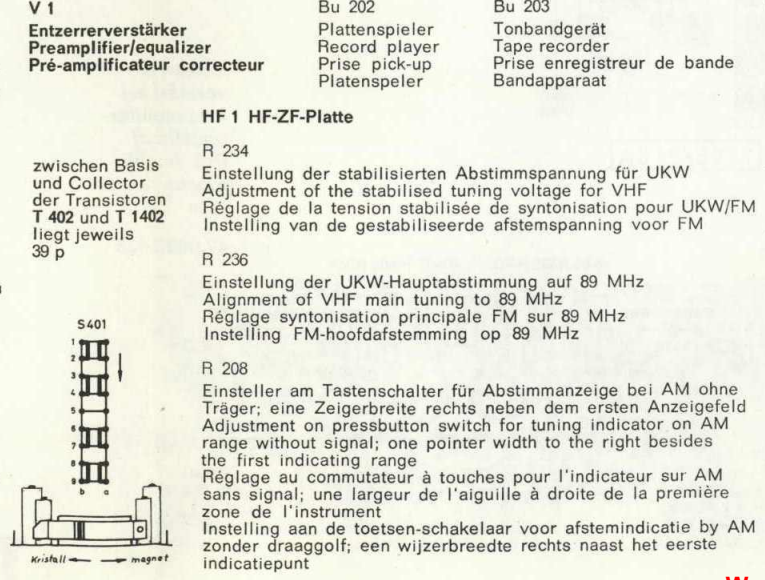 V 1
Entzerrerverstärker
Preamplifier/equalizer
Pré-amplificateur correcteur
Bu 202
Plattenspieler
Record player
Prise pick-up
Platenspeler
Bu 203
Tonbandgerät
Tape recorder
Prise enregistreur de bande
Bandapparaat
zwischen Basis
und Collector
der Transistoren
T 402 und T 1402
liegt jeweils
39 p
S401
1
2
3
4
5
6
7
8
9
b a
Kristall magnet
HF 1 HF-ZF-Platte
R 234
Einstellung der stabilisierten Abstimmspannung für UKW
Adjustment of the stabilised tuning voltage for VHF
Réglage de la tension stabilisée de syntonisation pour UKW/FM
Instelling van de gestabiliseerde afstemspanning voor FM
R 236
Einstellung der UKW-Hauptabstimmung auf 89 MHz
Alignment of VHF main tuning to 89 MHz
Réglage syntonisation principale FM sur 89 MHz
Instelling FM-hoofdafstemming op 89 MHz
R 208
Einsteller am Tastenschalter für Abstimmanzeige bei AM ohne
Träger; eine Zeigerbreite rechts neben dem ersten Anzeigefeld
Adjustment on pressbutton switch for tuning indicator on AM
range without signal; one pointer width to the right besides
the first indicating range
Réglage au commutateur à touches pour l'indicateur sur AM
sans signal; une largeur de l'aiguille à droite de la première
zone de l'instrument
Instelling aan de toetsen-schakelaar voor afstemindicatie by AM
zonder draaggolf; een wijzerbreedte rechts naast het eerste
indicatiepunt